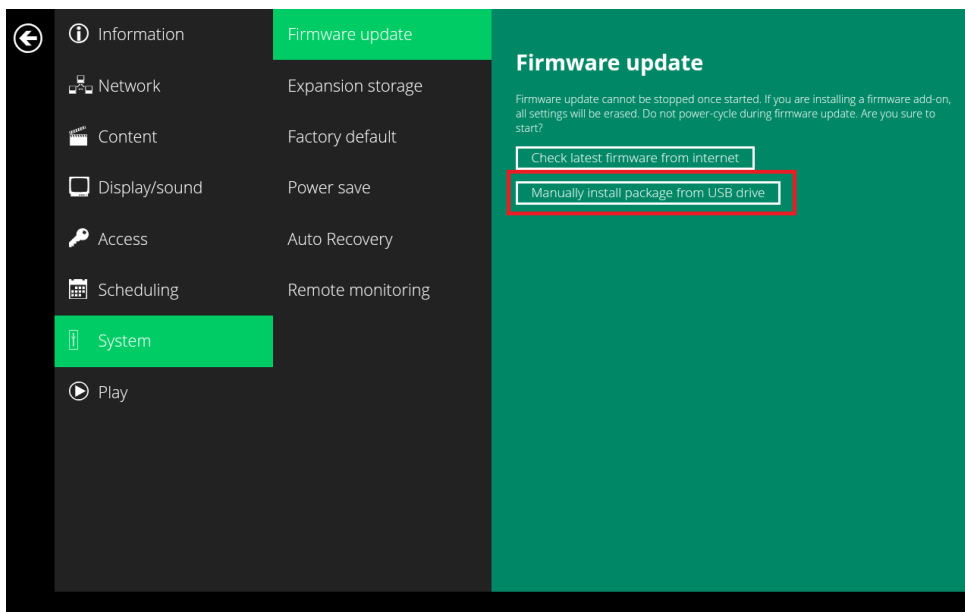 Information
Network
Content
Display/sound
Access
Scheduling
System
Play
Firmware update
Expansion storage
Factory default
Power save
Auto Recovery
Remote monitoring
Firmware update
Firmware update cannot be stopped once started. If you are installing a firmware add-on,
all settings will be erased. Do not power-cycle during firmware update. Are you sure to
start?
Check latest firmware from internet
Manually install package from USB drive